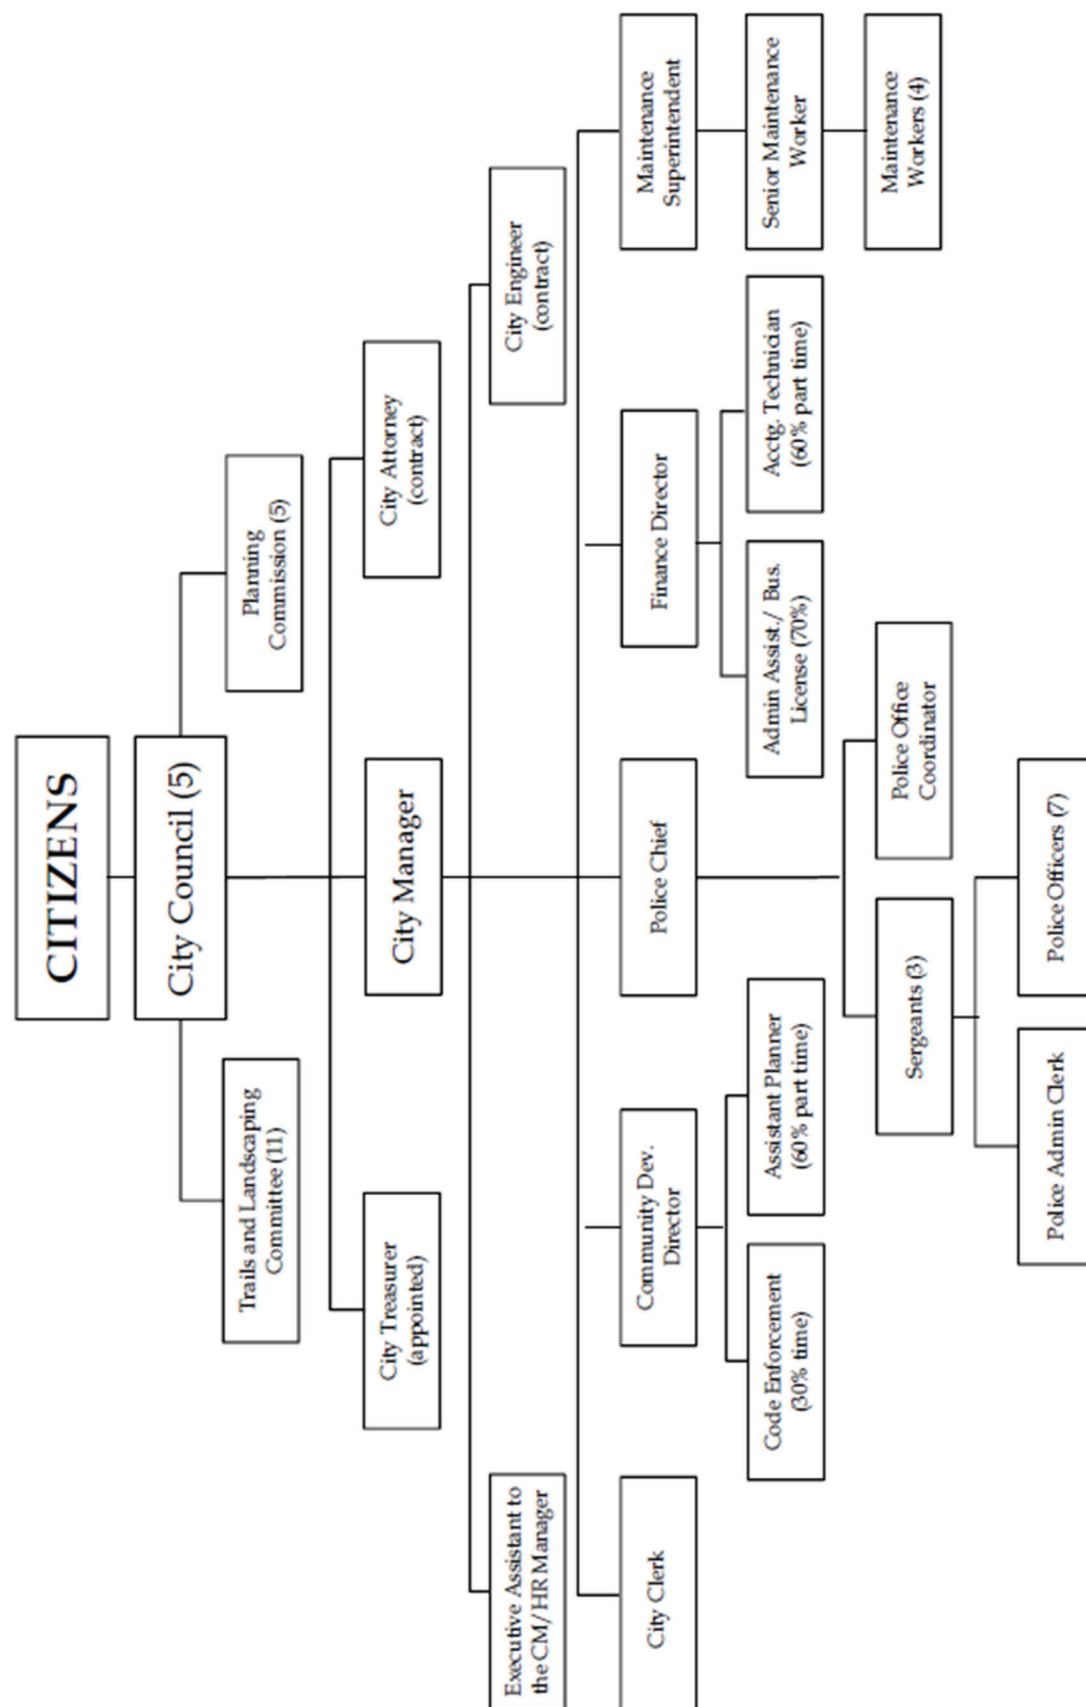 CITIZENS
City Council (5)
Trails and Landscaping
Committee (11)
Planning
Commission (5)
City Treasurer
(appointed)
City Manager
City Attorney
(contract)
Executive Assistant to
the CM/HR Manager
City Engineer
(contract)
City Clerk
Community Dev.
Director
Police Chief
Finance Director
Maintenance
Superintendent
Code Enforcement
(30% time)
Assistant Planner
(60% part time)
Admin Assist./ Bus.
License (70%)
Acctg. Technician
(60% part time)
Senior Maintenance
Worker
Sergeants (3)
Police Office
Coordinator
Maintenance
Workers (4)
Police Admin Clerk
Police Officers (7)